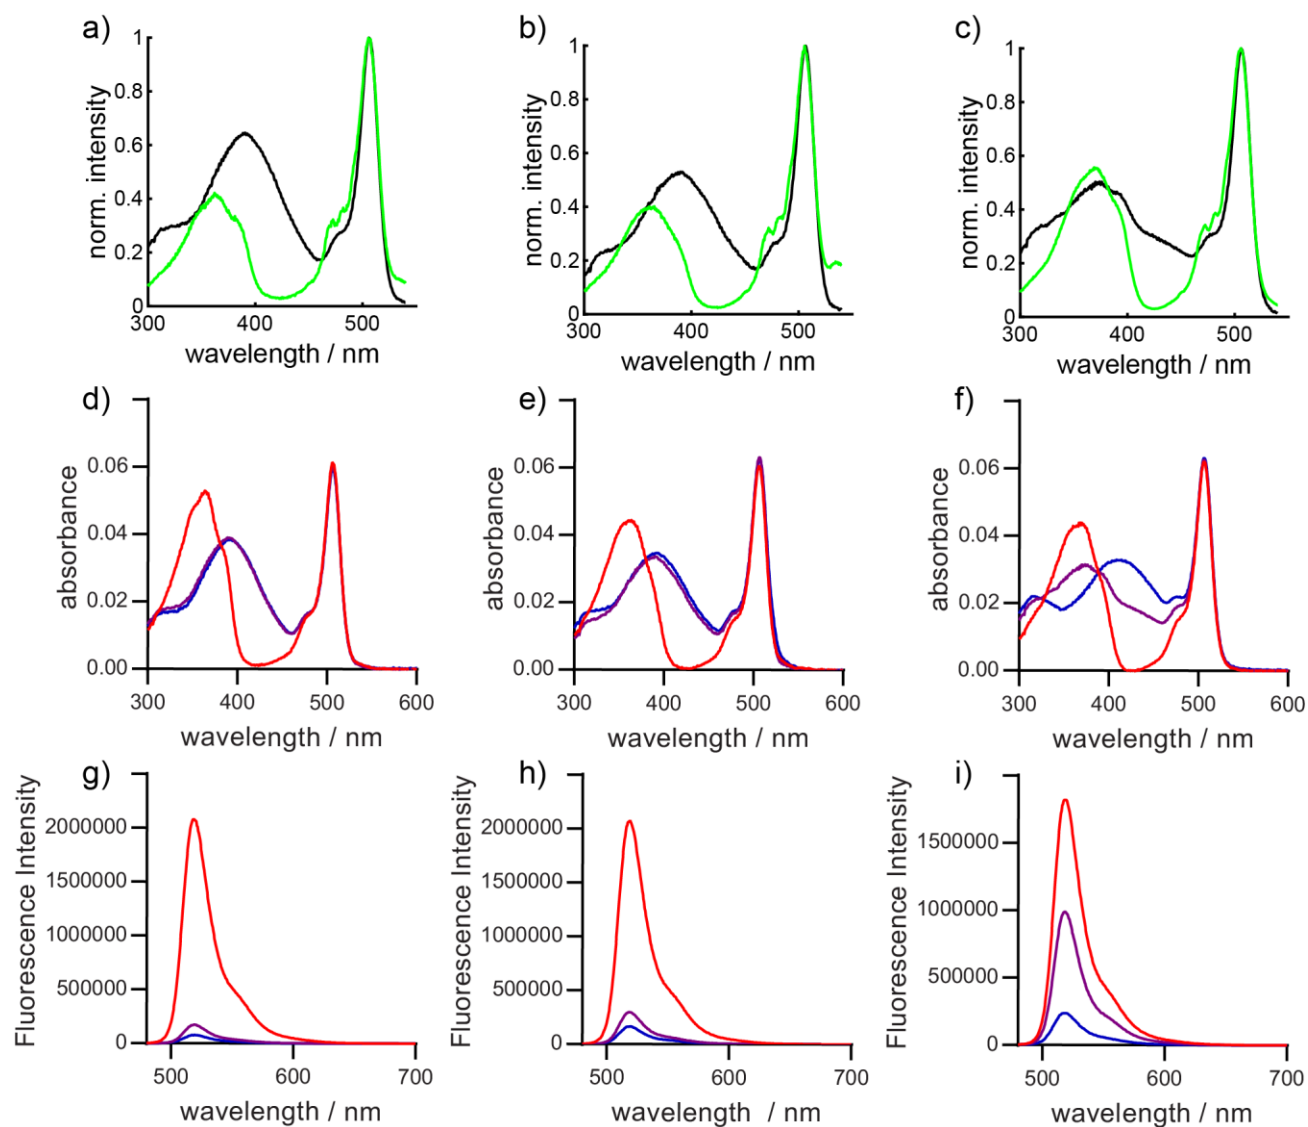 a)
b)
c)
norm. intensity
1
0.8
0.6
0.4
0.2
0
300
400
500
wavelength / nm
norm. intensity
1
0.8
0.6
0.4
0.2
0
300
400
500
wavelength / nm
norm. intensity
1
0.8
0.6
0.4
0.2
0
300
400
500
wavelength / nm
d)
e)
f)
absorbance
0.06
0.04
0.02
0.00
300
400
500
600
wavelength / nm
absorbance
0.06
0.04
0.02
0.00
300
400
500
600
wavelength / nm
absorbance
0.06
0.04
0.02
0.00
300
400
500
600
wavelength / nm
g)
h)
i)
Fluorescence Intensity
2000000
1500000
1000000
500000
0
500
600
700
wavelength / nm
Fluorescence Intensity
2000000
1500000
1000000
500000
0
500
600
700
wavelength / nm
Fluorescence Intensity
1500000
1000000
500000
0
500
600
700
wavelength / nm